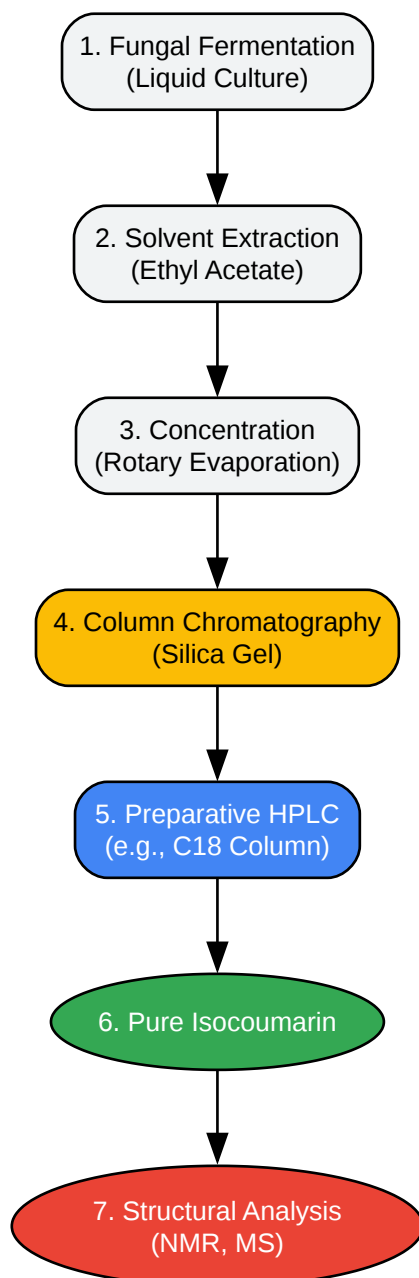 1. Fungal Fermentation
(Liquid Culture)
2. Solvent Extraction
(Ethyl Acetate)
3. Concentration
(Rotary Evaporation)
4. Column Chromatography
(Silica Gel)
5. Preparative HPLC
(e.g., C18 Column)
6. Pure Isocoumarin
7. Structural Analysis
(NMR, MS)